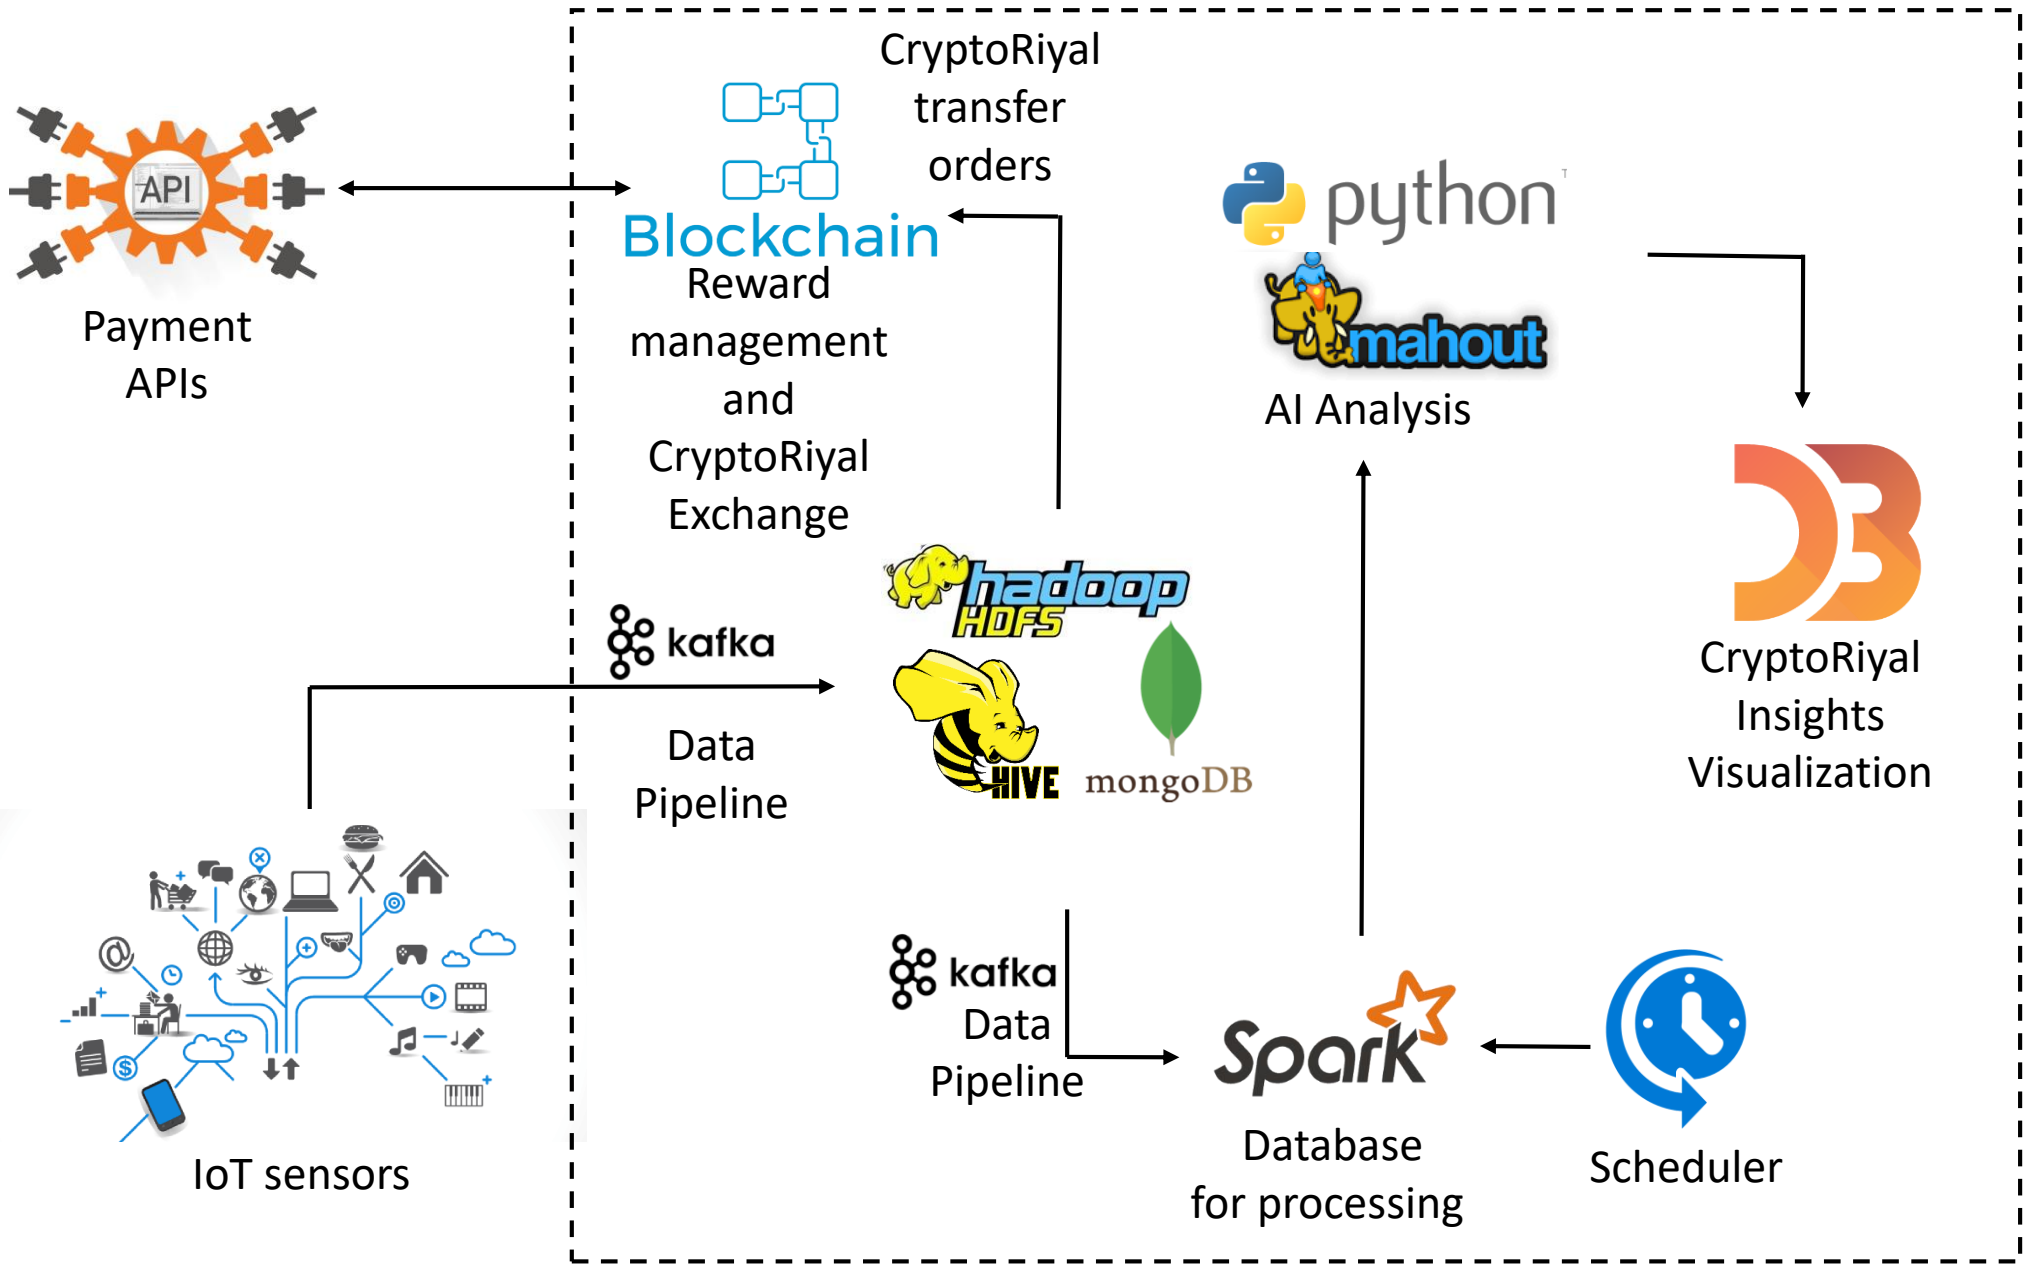 CryptoRiyal
transfer
orders
API
Payment
APIs
Blockchain
Reward
management
and
CryptoRiyal
Exchange
python
mahout
AI Analysis
hadoop
HDFS
HIVE
mongoDB
kafka
Data
Pipeline
CryptoRiyal
Insights
Visualization
IoT sensors
kafka
Data
Pipeline
Spark
Database
for processing
Scheduler